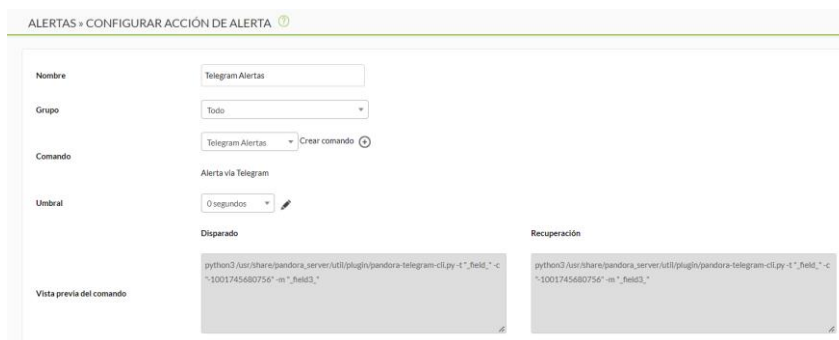 ALERTAS » CONFIGURAR ACCIÓN DE ALERTA ?
Nombre
Telegram Alertas
Grupo
Todo
Comando
Telegram Alertas
Crear comando
Alerta vía Telegram
Umbral
0 segundos
Disparado
Recuperación
Vista previa del comando
python3 /usr/share/pandora_server/util/plugin/pandora-telegram-cli.py -t "_field_" -c
"-1001745680756" -m "_field3_"
python3 /usr/share/pandora_server/util/plugin/pandora-telegram-cli.py -t "_field_" -c
"-1001745680756" -m "_field3_"